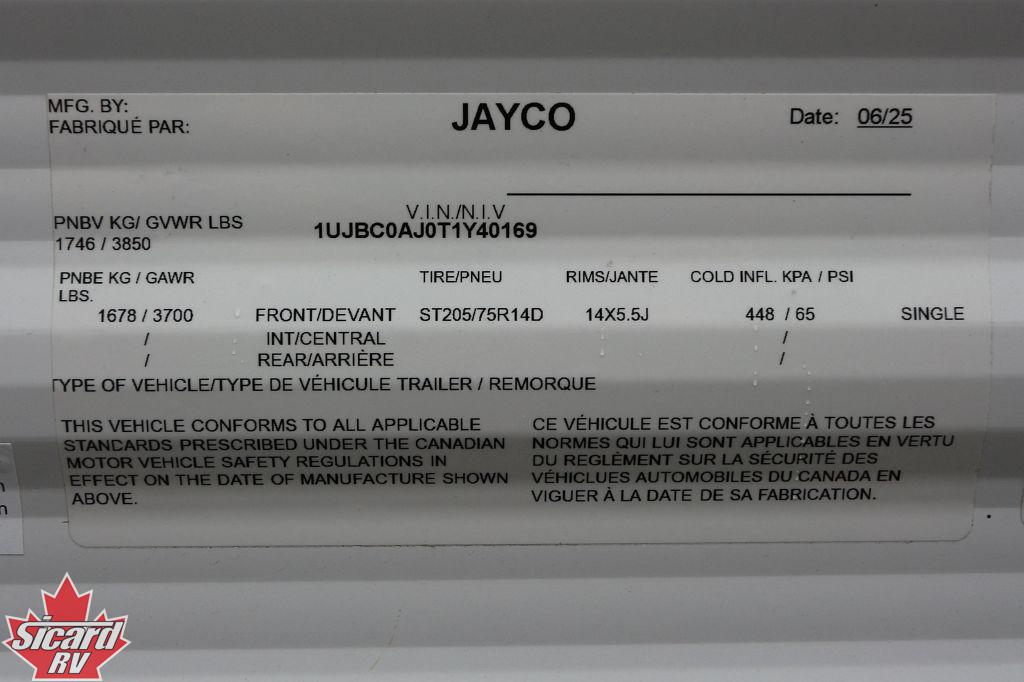 MFG. BY:
FABRIQUÉ PAR:
JAYCO
Date: 06/25
V.I.N./N.I.V
PNBV KG/ GVWR LBS
1746 / 3850
1UJBC0AJ0T1Y40169
PNBE KG / GAWR
LBS.
TIRE/PNEU RIMS/JANTE COLD INFL. KPA / PSI
1678 / 3700 FRONT/DEVANT ST205/75R14D 14X5.5J 448 / 65 SINGLE
/ INT/CENTRAL /
/ REAR/ARRIÈRE /
TYPE OF VEHICLE/TYPE DE VÉHICULE TRAILER / REMORQUE
THIS VEHICLE CONFORMS TO ALL APPLICABLE
STANDARDS PRESCRIBED UNDER THE CANADIAN
MOTOR VEHICLE SAFETY REGULATIONS IN
EFFECT ON THE DATE OF MANUFACTURE SHOWN
ABOVE.
CE VÉHICULE EST CONFORME À TOUTES LES
NORMES QUI LUI SONT APPLICABLES EN VERTU
DU REGLÈMENT SUR LA SÉCURITÉ DES
VÉHICLUES AUTOMOBILES DU CANADA EN
VIGUER À LA DATE DE SA FABRICATION.
n
n
Sicard
RV